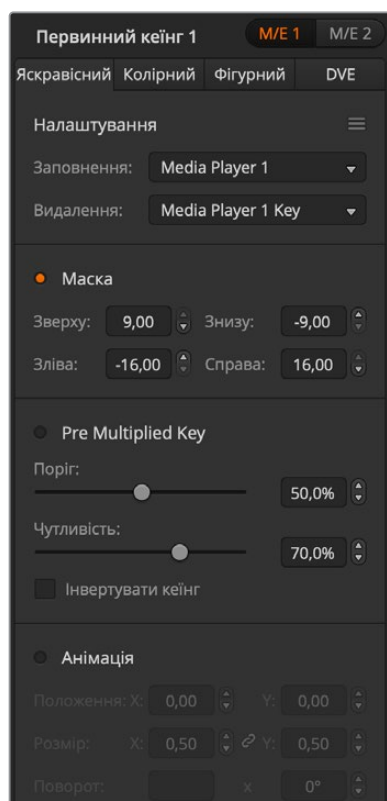 Первинний кеїнг 1 M/E 1 M/E 2
Яскравісний Колірний Фігурний DVE
Налаштування
Заповнення: Media Player 1
Видалення: Media Player 1 Key
Маска
Зверху: 9,00 Знизу: -9,00
Зліва: -16,00 Справа: 16,00
Pre Multiplied Key
Поріг:
50,0%
Чутливість:
70,0%
Інвертувати кеїнг
Анімація
Положення: X: 0,00 Y: 0,00
Розмір: X: 0,50 Y: 0,50
Поворот: x 0°